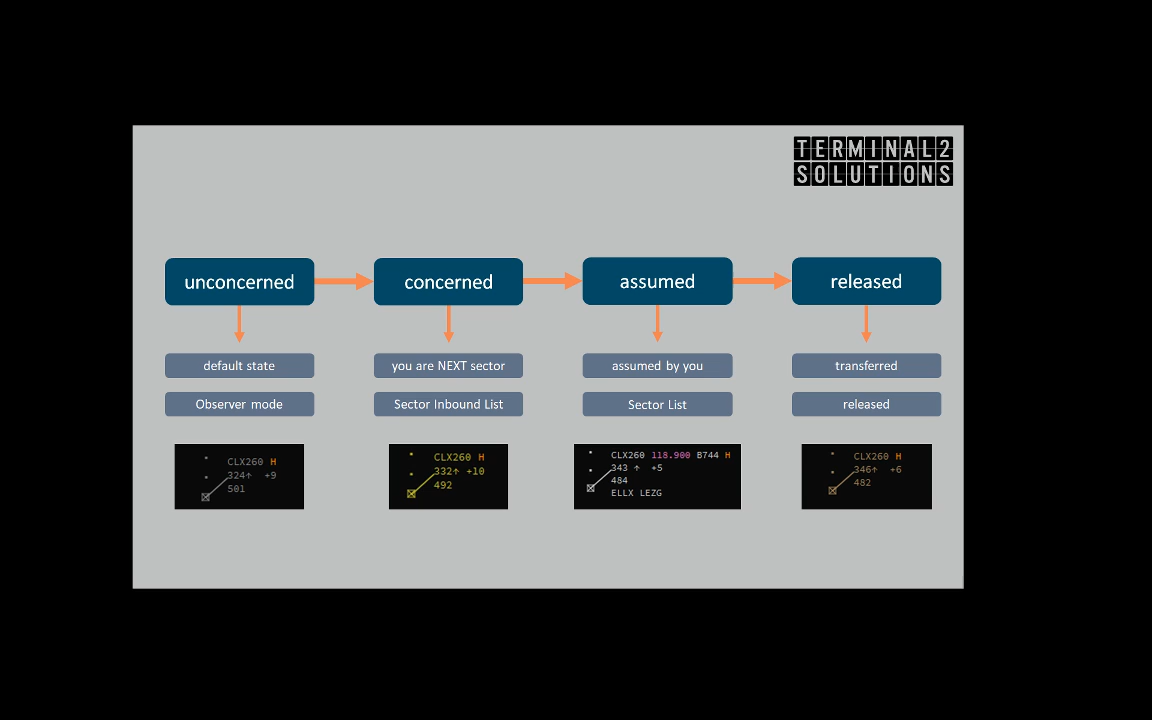 TERMINAL2
SOLUTIONS
unconcerned
concerned
assumed
released
default state
you are NEXT sector
assumed by you
transferred
Observer mode
Sector Inbound List
Sector List
released
CLX260 H
324↑ +9
501
CLX260 H
332↑ +10
492
CLX260 118.900 B744 H
343 ↑ +5
484
ELLX LEZG
CLX260 H
346↑ +6
482